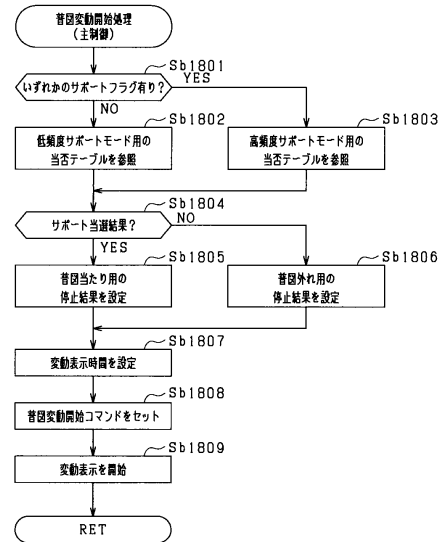 普図変動開始処理
(主制御)
Sb1801
いずれかのサポートフラグ有り?
YES
NO
Sb1802
低頻度サポートモード用の
当否テーブルを参照
Sb1803
高頻度サポートモード用の
当否テーブルを参照
Sb1804
サポート当選結果?
NO
YES
Sb1805
普図当たり用の
停止結果を設定
Sb1806
普図外れ用の
停止結果を設定
Sb1807
変動表示時間を設定
Sb1808
普図変動開始コマンドをセット
Sb1809
変動表示を開始
RET